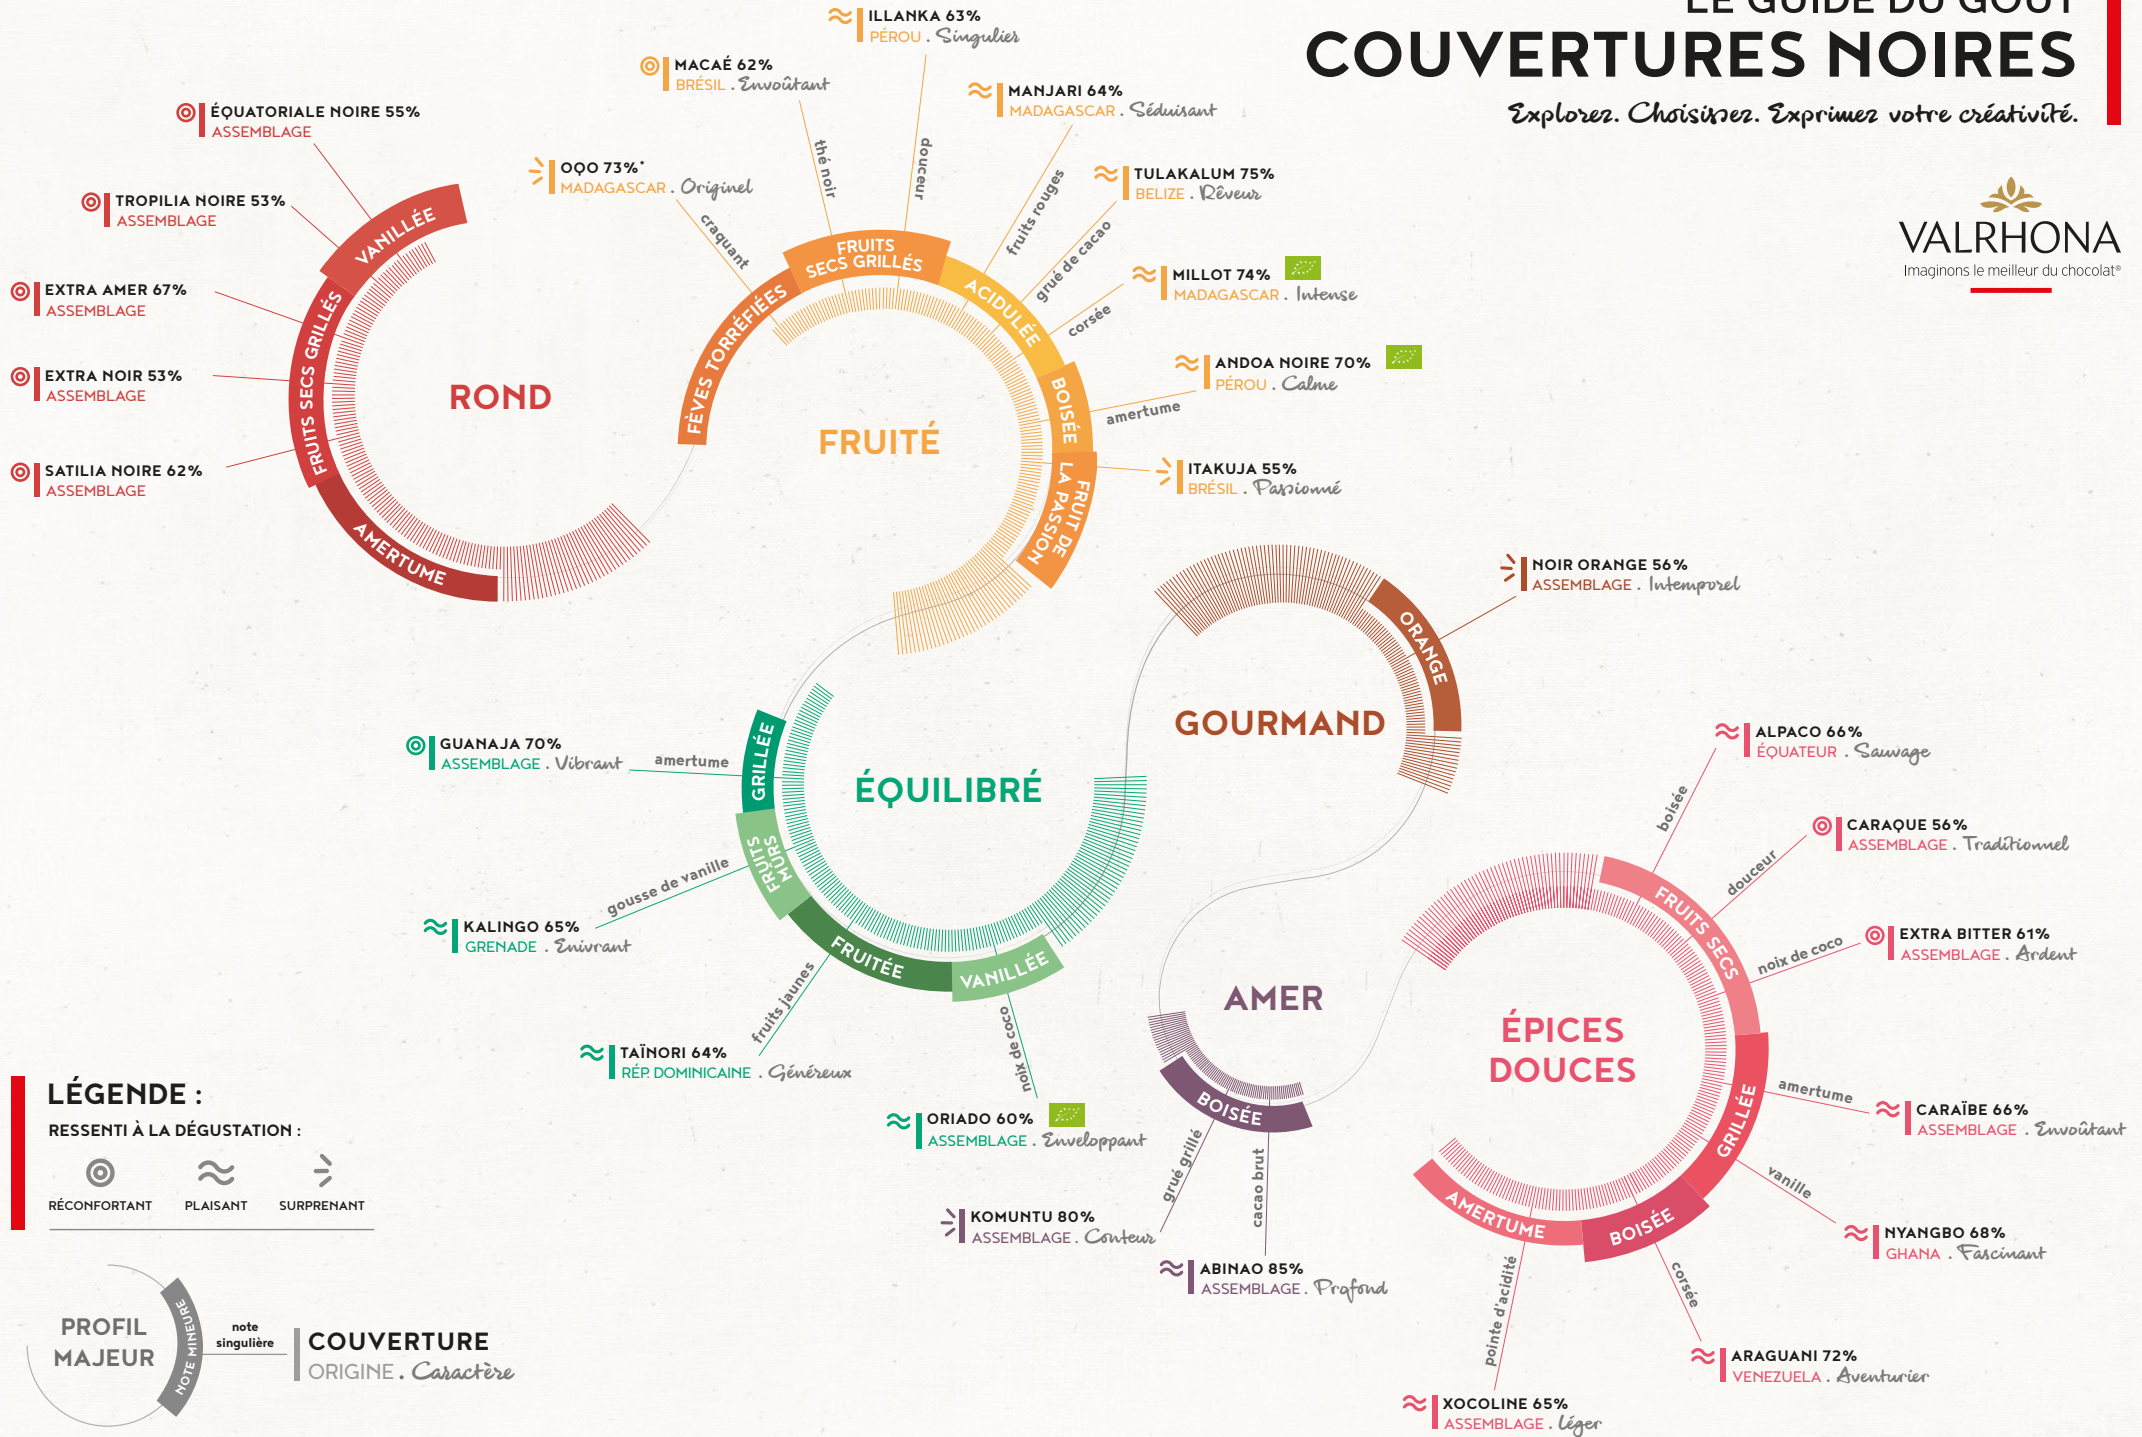 LE GUIDE DU GOÛT
COUVERTURES NOIRES
Explorez. Choisissez. Exprimez votre créativité.
VALRHONA
Imaginons le meilleur du chocolat®
ROND
VANILLÉE
FRUITS SECS GRILLÉS
AMERTUME
ÉQUATORIALE NOIRE 55%
ASSEMBLAGE
TROPILIA NOIRE 53%
ASSEMBLAGE
EXTRA AMER 67%
ASSEMBLAGE
EXTRA NOIR 53%
ASSEMBLAGE
SATILIA NOIRE 62%
ASSEMBLAGE
FRUITÉ
FÈVES TORRÉFIÉES
FRUITS
SECS GRILLÉS
ACIDULÉE
BOISÉE
FRUIT DE
LA PASSION
OQO 73%*
MADAGASCAR . Originel
craquant
MACAÉ 62%
BRÉSIL . Envoûtant
thé noir
ILLANKA 63%
PÉROU . Singulier
douceur
MANJARI 64%
MADAGASCAR . Séduisant
fruits rouges
TULAKALUM 75%
BELIZE . Rêveur
grué de cacao
MILLOT 74%
MADAGASCAR . Intense
corsée
ANDOA NOIRE 70%
PÉROU . Calme
amertume
ITAKUJA 55%
BRÉSIL . Passionné
GOURMAND
ORANGE
NOIR ORANGE 56%
ASSEMBLAGE . Intemporel
ÉQUILIBRÉ
GRILLÉE
FRUITS
MÛRS
FRUITÉE
VANILLÉE
GUANAJA 70%
ASSEMBLAGE . Vibrant
amertume
KALINGO 65%
GRENADE . Enivrant
gousse de vanille
TAÏNORI 64%
RÉP. DOMINICAINE . Généreux
fruits jaunes
ORIADO 60%
ASSEMBLAGE . Enveloppant
noix de coco
AMER
BOISÉE
KOMUNTU 80%
ASSEMBLAGE . Conteur
grué grillé
ABINAO 85%
ASSEMBLAGE . Profond
cacao brut
ÉPICES
DOUCES
FRUITS SECS
GRILLÉE
BOISÉE
AMERTUME
ALPACO 66%
ÉQUATEUR . Sauvage
boisée
CARAQUE 56%
ASSEMBLAGE . Traditionnel
douceur
EXTRA BITTER 61%
ASSEMBLAGE . Ardent
noix de coco
CARAÏBE 66%
ASSEMBLAGE . Envoûtant
amertume
NYANGBO 68%
GHANA . Fascinant
vanille
ARAGUANI 72%
VENEZUELA . Aventurier
corsée
XOCOLINE 65%
ASSEMBLAGE . Léger
pointe d'acidité
LÉGENDE :
RESSENTI À LA DÉGUSTATION :
RÉCONFORTANT
PLAISANT
SURPRENANT
PROFIL
MAJEUR
NOTE MINEURE
note
singulière
COUVERTURE
ORIGINE . Caractère